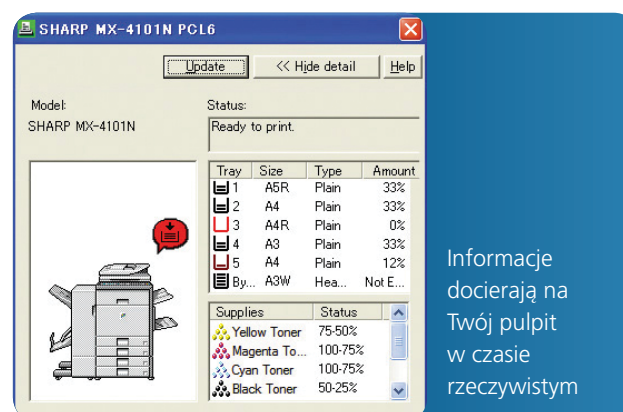 SHARP MX-4101N PCL6
Update << Hide detail Help
Model: Status:
SHARP MX-4101N Ready to print.
Tray Size Type Amount
1 A5R Plain 33%
2 A4 Plain 33%
3 A4R Plain 0%
4 A3 Plain 33%
5 A4 Plain 12%
By... A3W Hea... Not E...
Supplies Status
Yellow Toner 75-50%
Magenta To... 100-75%
Cyan Toner 100-75%
Black Toner 50-25%
Informacje
docierają na
Twój pulpit
w czasie
rzeczywistym